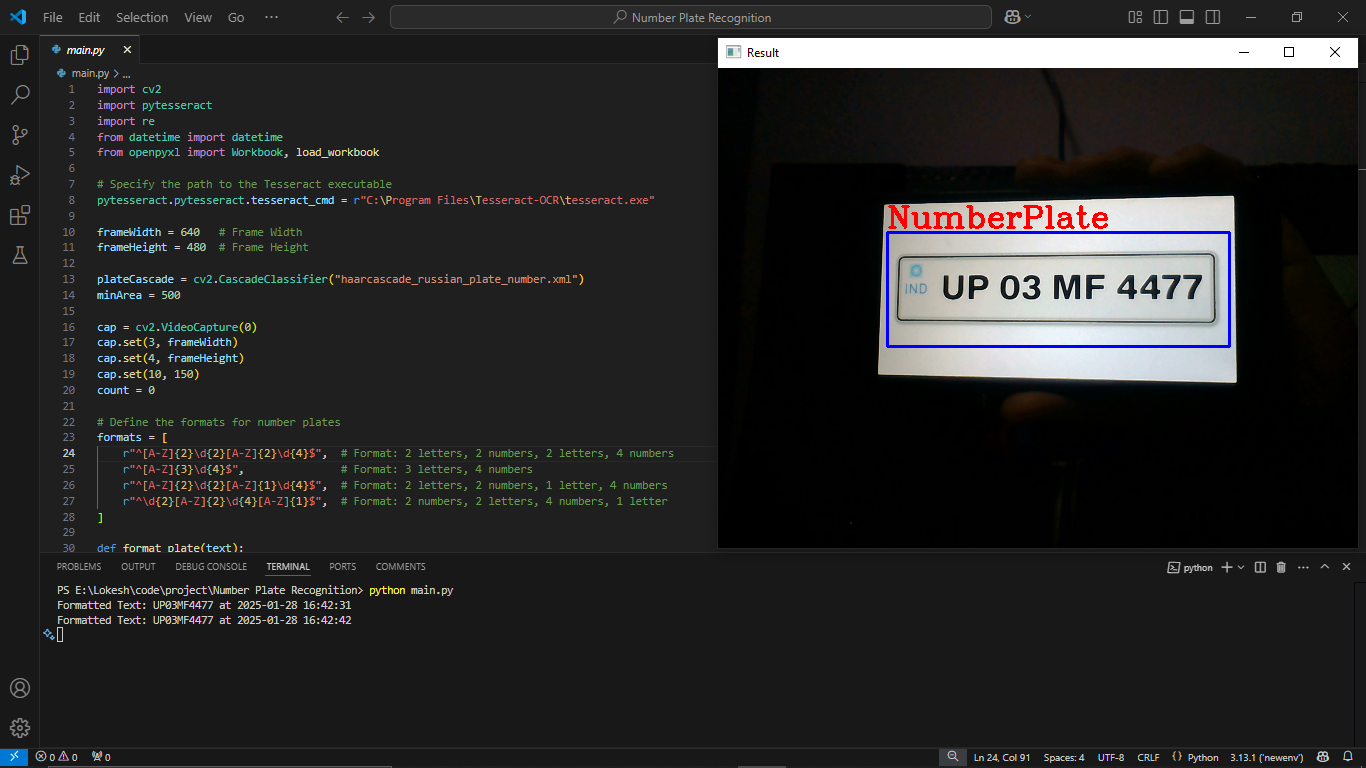 File Edit Selection View Go ··· Number Plate Recognition
main.py
main.py > ...
1 import cv2
2 import pytesseract
3 import re
4 from datetime import datetime
5 from openpyxl import Workbook, load_workbook
6
7 # Specify the path to the Tesseract executable
8 pytesseract.pytesseract.tesseract_cmd = r"C:\Program Files\Tesseract-OCR\tesseract.exe"
9
10 frameWidth = 640 # Frame Width
11 frameHeight = 480 # Frame Height
12
13 plateCascade = cv2.CascadeClassifier("haarcascade_russian_plate_number.xml")
14 minArea = 500
15
16 cap = cv2.VideoCapture(0)
17 cap.set(3, frameWidth)
18 cap.set(4, frameHeight)
19 cap.set(10, 150)
20 count = 0
21
22 # Define the formats for number plates
23 formats = [
24 r"^[A-Z]{2}\d{2}[A-Z]{2}\d{4}$", # Format: 2 letters, 2 numbers, 2 letters, 4 numbers
25 r"^[A-Z]{3}\d{4}$", # Format: 3 letters, 4 numbers
26 r"^[A-Z]{2}\d{2}[A-Z]{1}\d{4}$", # Format: 2 letters, 2 numbers, 1 letter, 4 numbers
27 r"^\d{2}[A-Z]{2}\d{4}[A-Z]{1}$", # Format: 2 numbers, 2 letters, 4 numbers, 1 letter
28 ]
29
30 def format_plate(text):
Result
NumberPlate
IND UP 03 MF 4477
PROBLEMS OUTPUT DEBUG CONSOLE TERMINAL PORTS COMMENTS python
PS E:\Lokesh\code\project\Number Plate Recognition> python main.py
Formatted Text: UP03MF4477 at 2025-01-28 16:42:31
Formatted Text: UP03MF4477 at 2025-01-28 16:42:42
0 0 0 Ln 24, Col 91 Spaces: 4 UTF-8 CRLF {} Python 3.13.1 ('newenv')